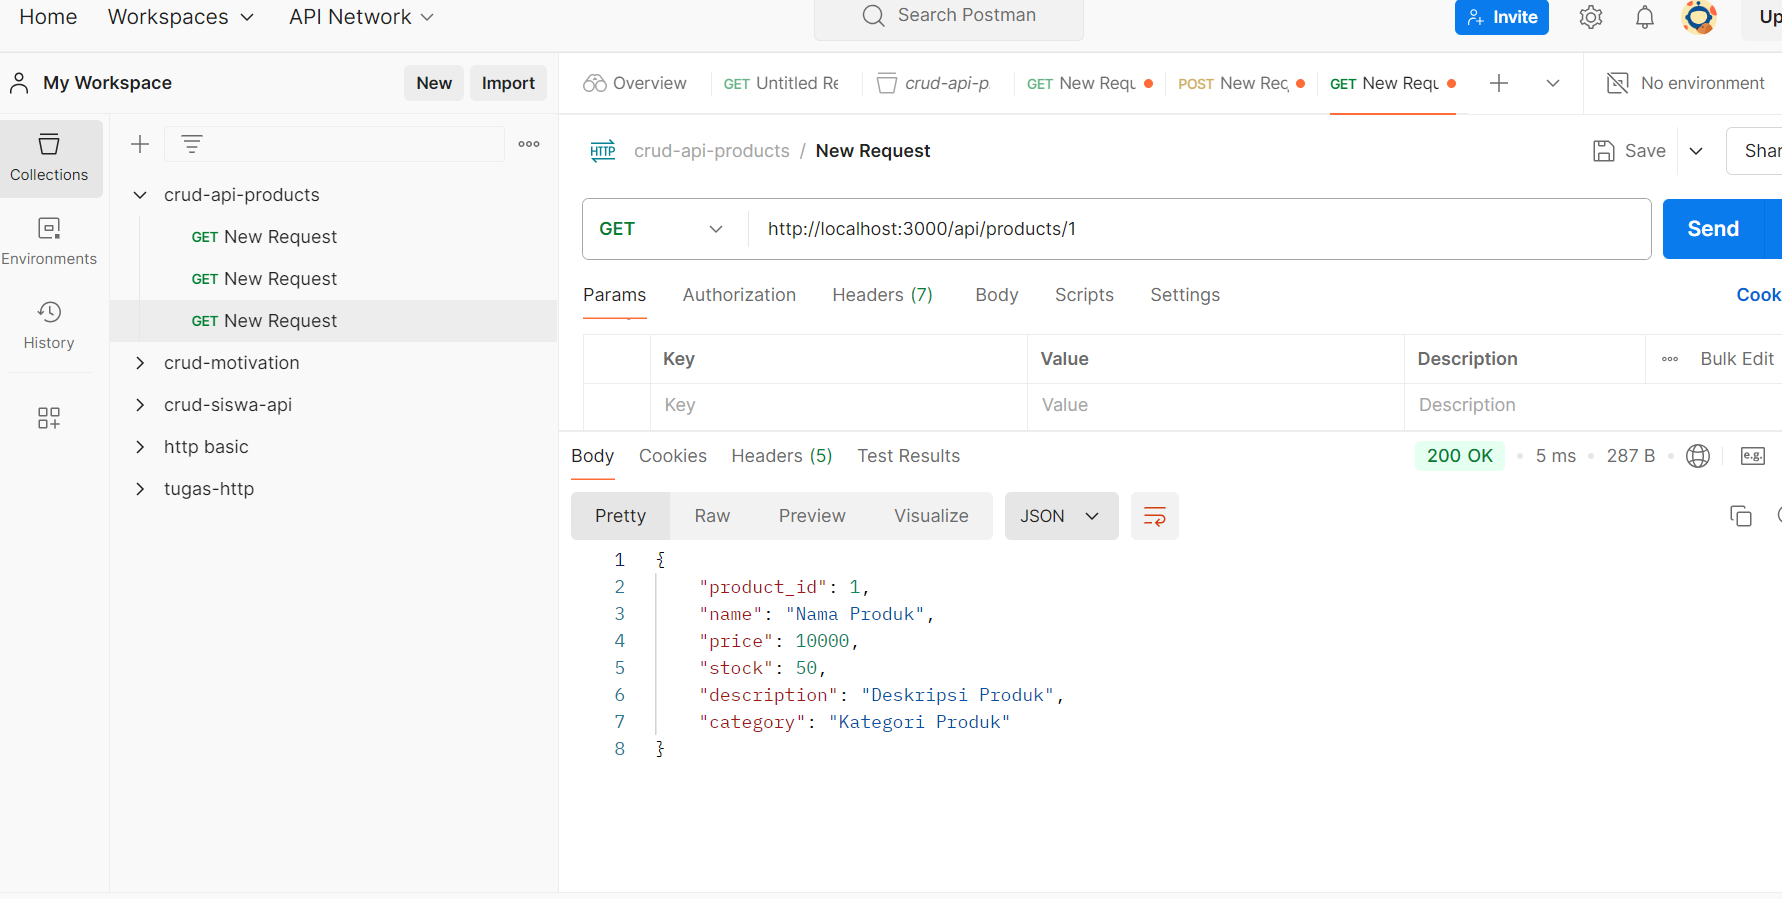 Home Workspaces API Network Search Postman Invite Up
My Workspace New Import Overview GET Untitled Re crud-api-p. GET New Requ POST New Req GET New Requ No environment
Collections
Environments
History
crud-api-products
GET New Request
GET New Request
GET New Request
crud-motivation
crud-siswa-api
http basic
tugas-http
HTTP crud-api-products / New Request Save Shar
GET http://localhost:3000/api/products/1 Send
Params Authorization Headers (7) Body Scripts Settings Cook
Key Value Description Bulk Edit
Key Value Description
Body Cookies Headers (5) Test Results 200 OK 5 ms 287 B e.g.
Pretty Raw Preview Visualize JSON
1 {
2 "product_id": 1,
3 "name": "Nama Produk",
4 "price": 10000,
5 "stock": 50,
6 "description": "Deskripsi Produk",
7 "category": "Kategori Produk"
8 }